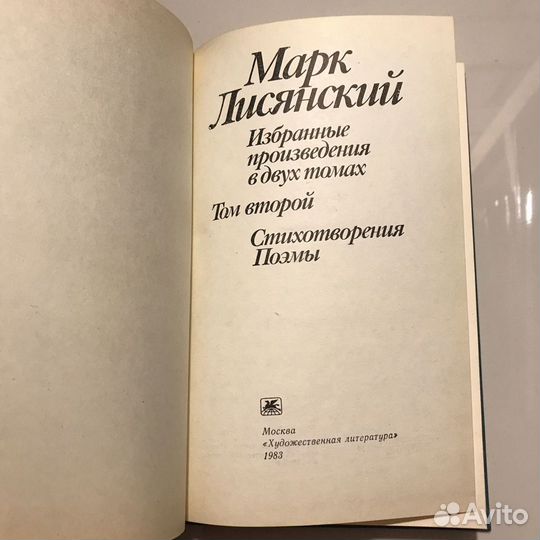 Марк
Лисянский
Избранные
произведения
в двух томах
Том второй
Стихотворения
Поэмы
Москва
«Художественная литература»
1983
Avito